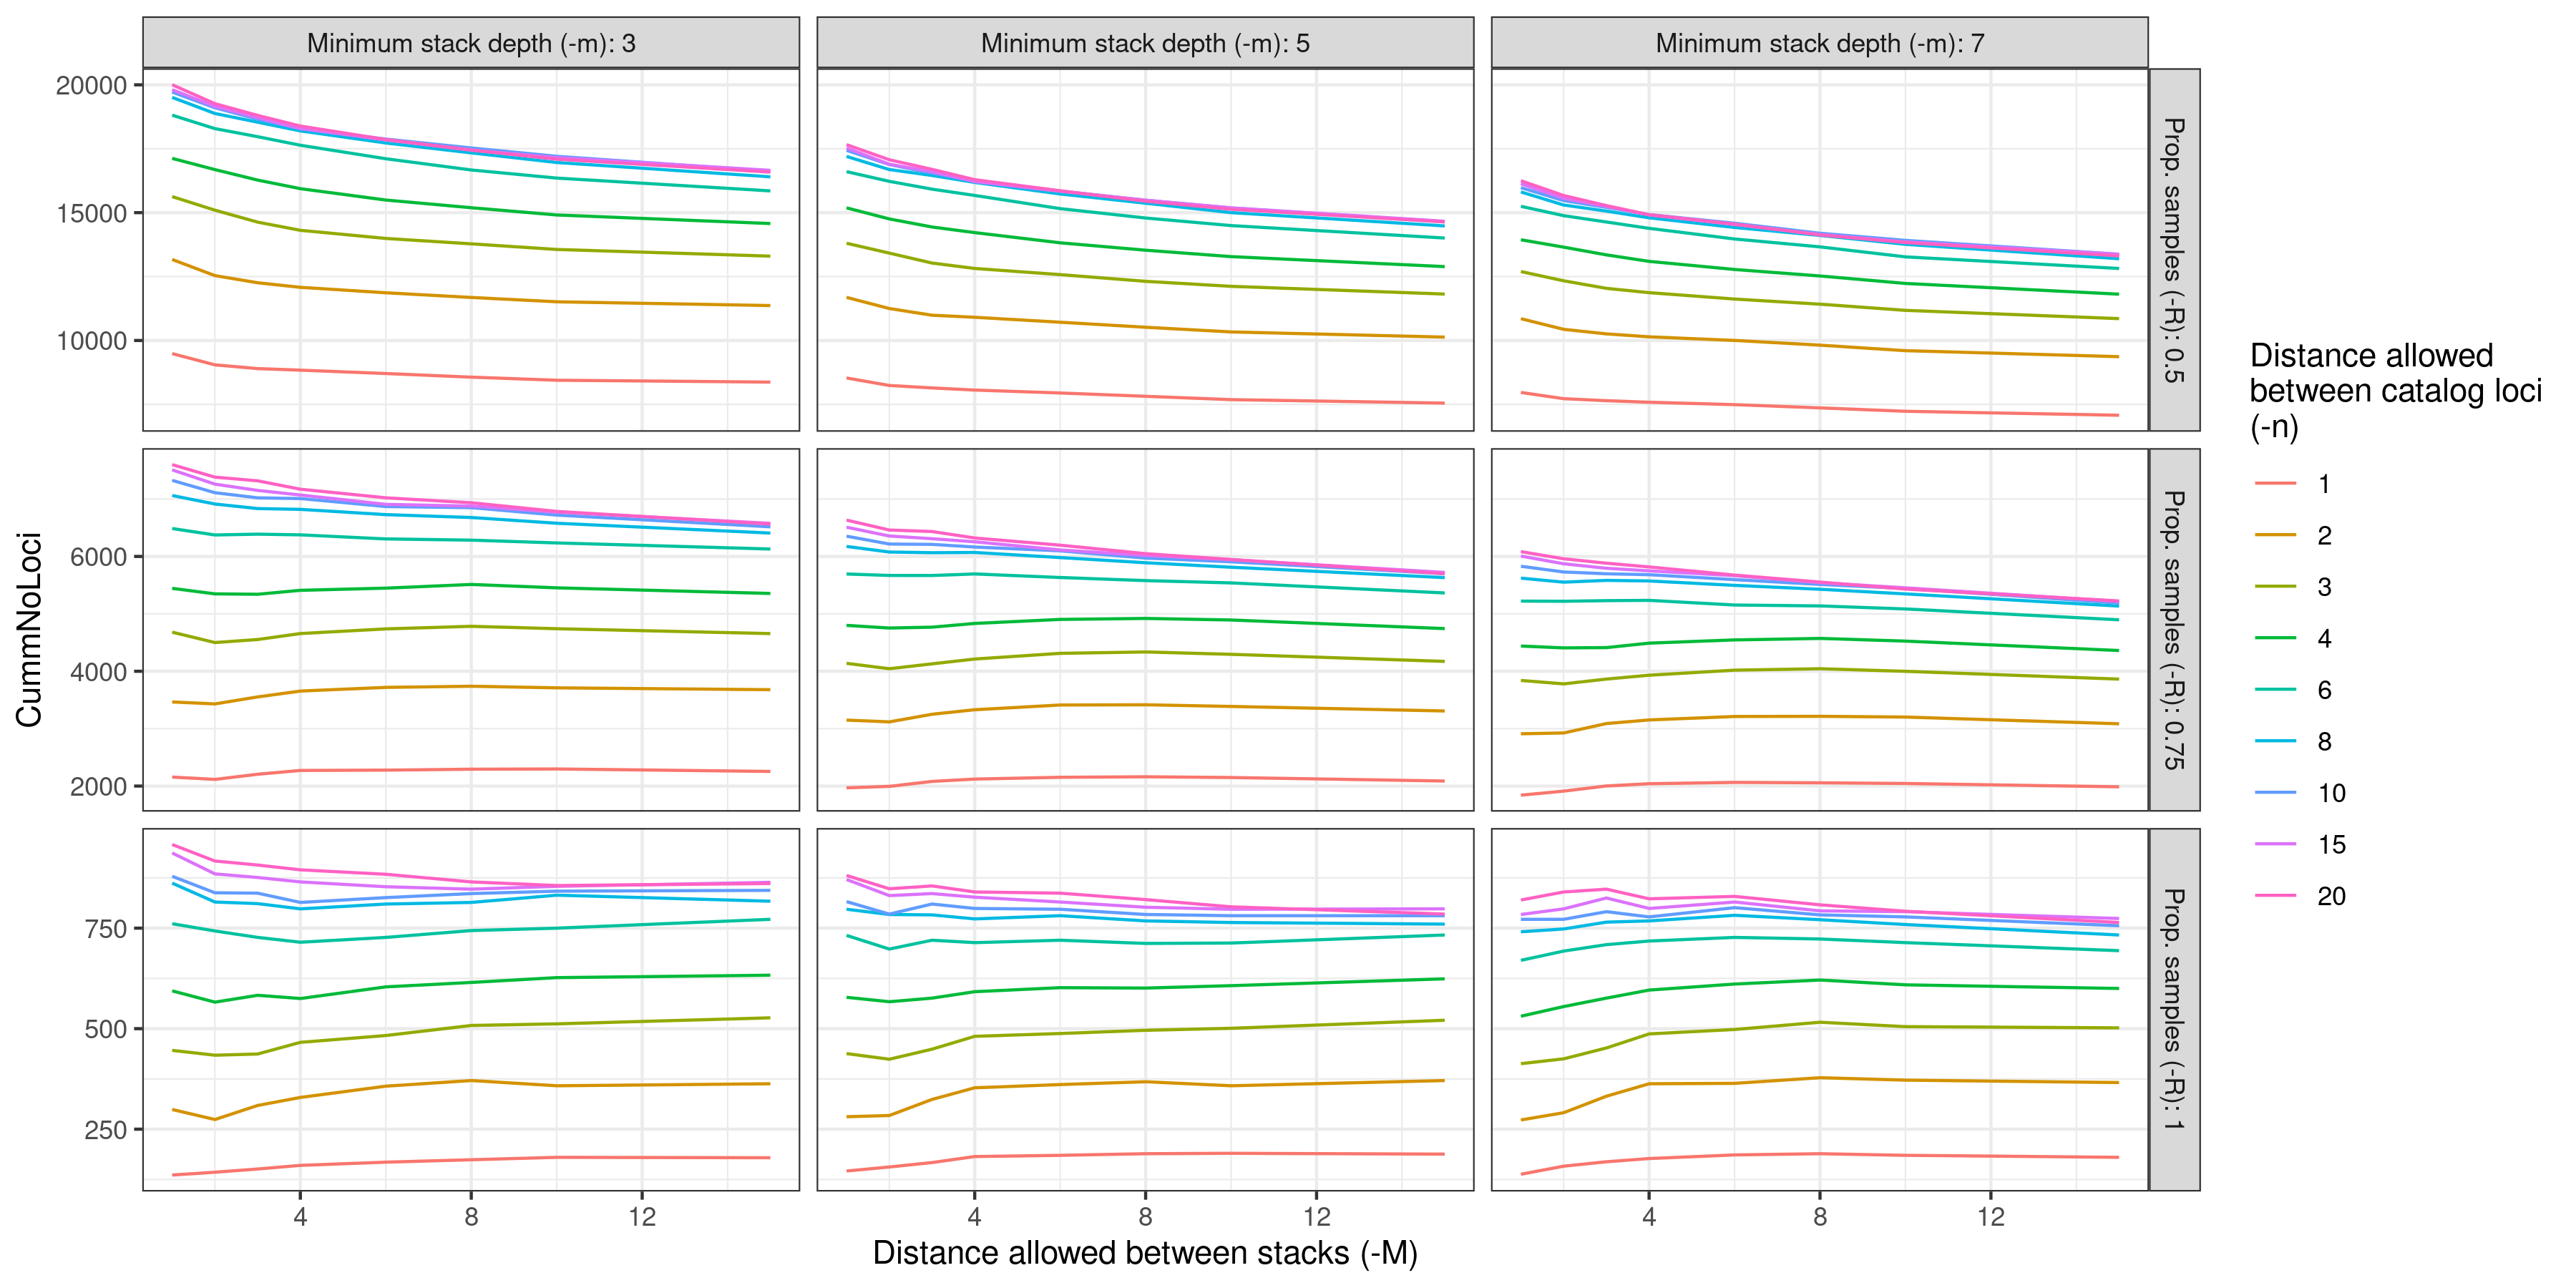 Minimum stack depth (-m): 3
Minimum stack depth (-m): 5
Minimum stack depth (-m): 7
CummNoLoci
20000
15000
10000
Prop. samples (-R): 0.5
6000
4000
2000
Prop. samples (-R): 0.75
750
500
250
Prop. samples (-R): 1
4
8
12
4
8
12
4
8
12
Distance allowed between stacks (-M)
Distance allowed
between catalog loci
(-n)
1
2
3
4
6
8
10
15
20